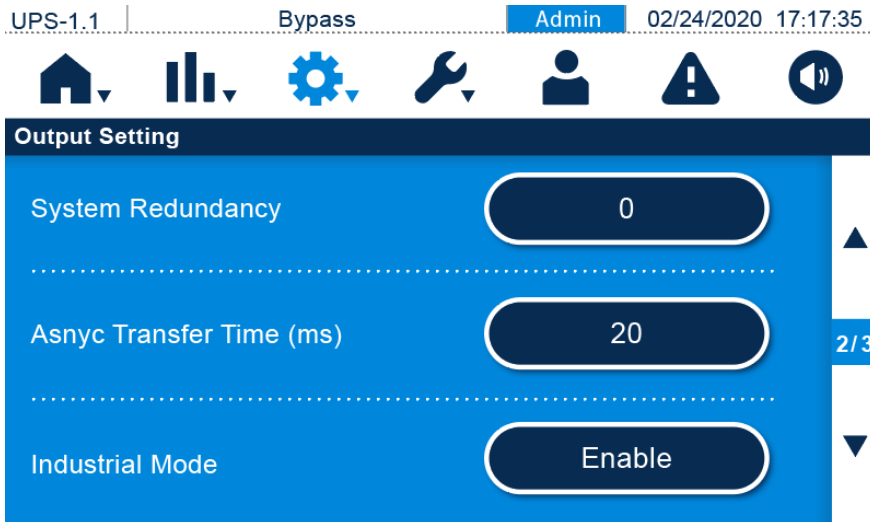 UPS-1.1 Bypass Admin 02/24/2020 17:17:35
Output Setting
System Redundancy 0
Asnyc Transfer Time (ms) 20
2/3
Industrial Mode Enable